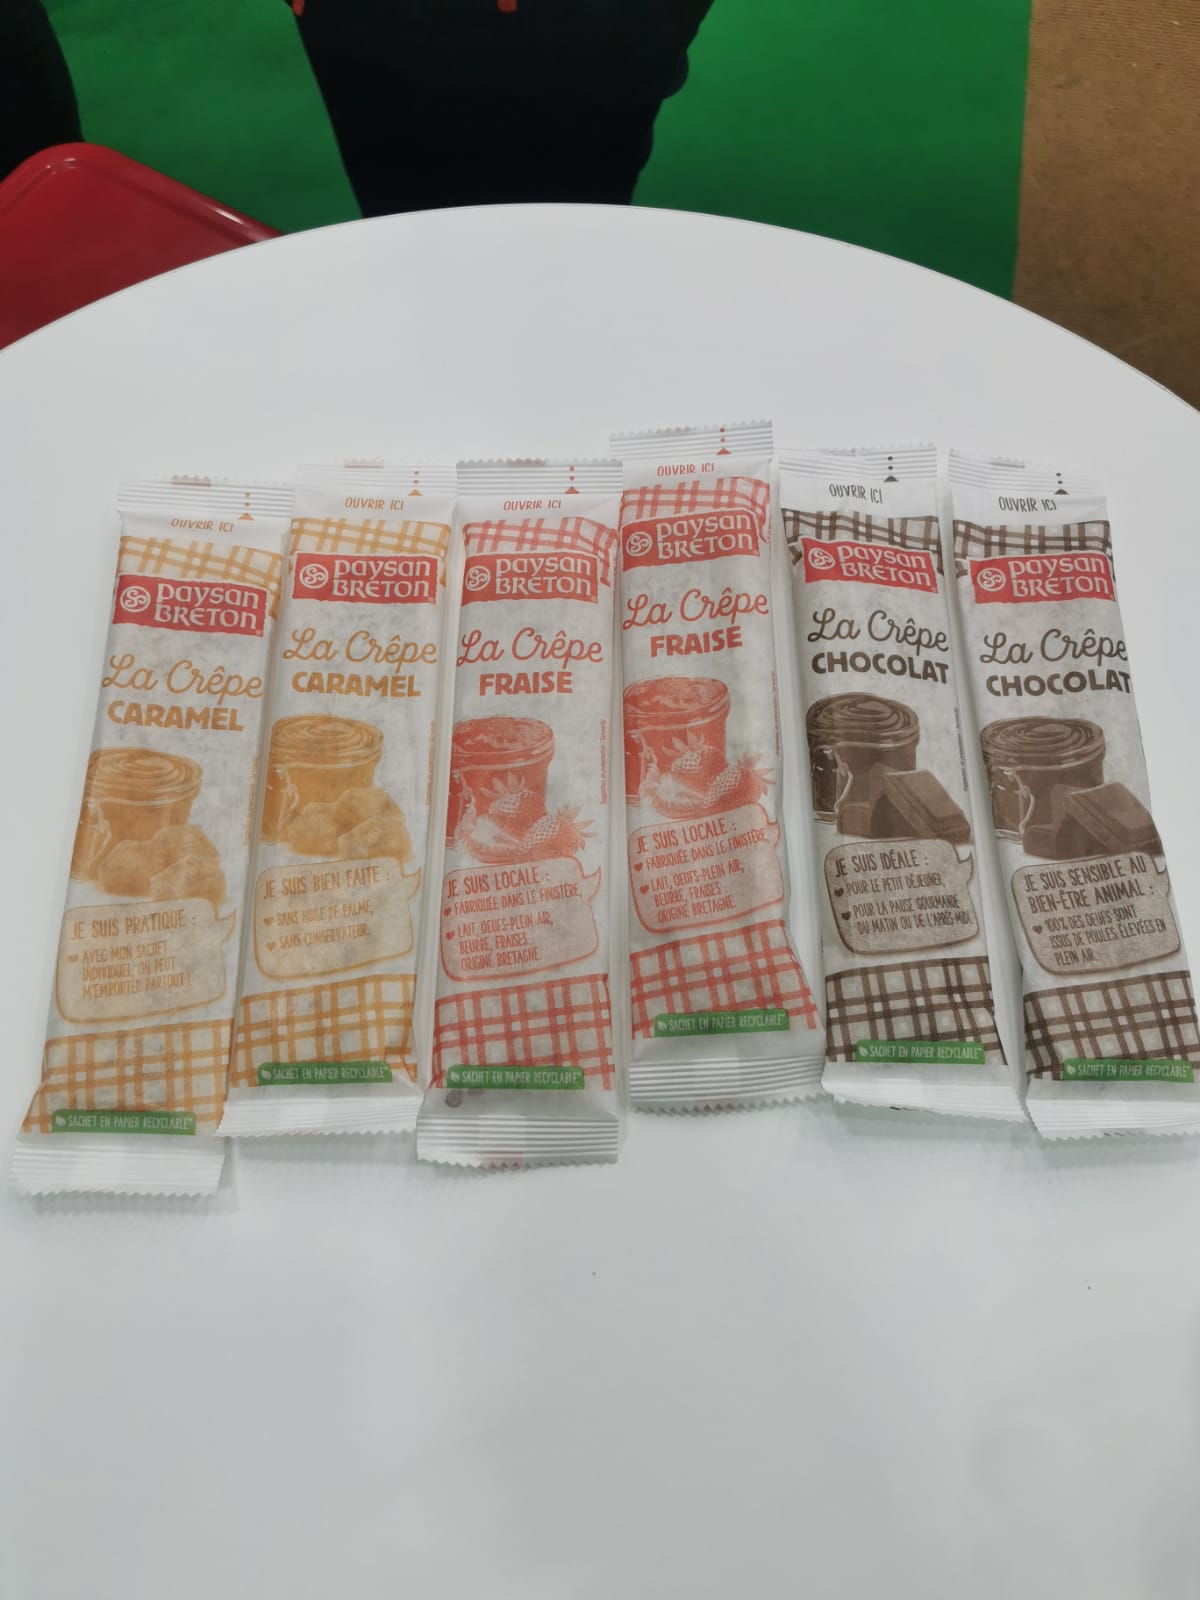 OUVRIR ICI
PAYSAN
BRETON
La Crêpe
CARAMEL
JE SUIS PRATIQUE :
AVEC MON SACHET
INDIVIDUEL, ON PEUT
M'EMPORTER PARTOUT !
SACHET EN PAPIER RECYCLABLE*
OUVRIR ICI
PAYSAN
BRETON
La Crêpe
CARAMEL
JE SUIS BIEN FAITE :
SANS HUILE DE PALME,
SANS CONSERVATEUR.
SACHET EN PAPIER RECYCLABLE*
OUVRIR ICI
PAYSAN
BRETON
La Crêpe
FRAISE
JE SUIS LOCALE :
FABRIQUÉE DANS LE FINISTÈRE,
LAIT, OEUFS-PLEIN AIR,
BEURRE, FRAISES :
ORIGINE BRETAGNE.
SACHET EN PAPIER RECYCLABLE*
OUVRIR ICI
PAYSAN
BRETON
La Crêpe
FRAISE
JE SUIS LOCALE :
FABRIQUÉE DANS LE FINISTÈRE,
LAIT, OEUFS-PLEIN AIR,
BEURRE, FRAISES :
ORIGINE BRETAGNE.
SACHET EN PAPIER RECYCLABLE*
OUVRIR ICI
PAYSAN
BRETON
La Crêpe
CHOCOLAT
JE SUIS IDÉALE :
POUR LE PETIT DÉJEUNER,
POUR LA PAUSE GOURMANDE
DU MATIN OU DE L'APRÈS-MIDI
SACHET EN PAPIER RECYCLABLE*
OUVRIR ICI
PAYSAN
BRETON
La Crêpe
CHOCOLAT
JE SUIS SENSIBLE AU
BIEN-ÊTRE ANIMAL :
100% DES OEUFS SONT
ISSUS DE POULES ÉLEVÉES EN
PLEIN AIR.
SACHET EN PAPIER RECYCLABLE*